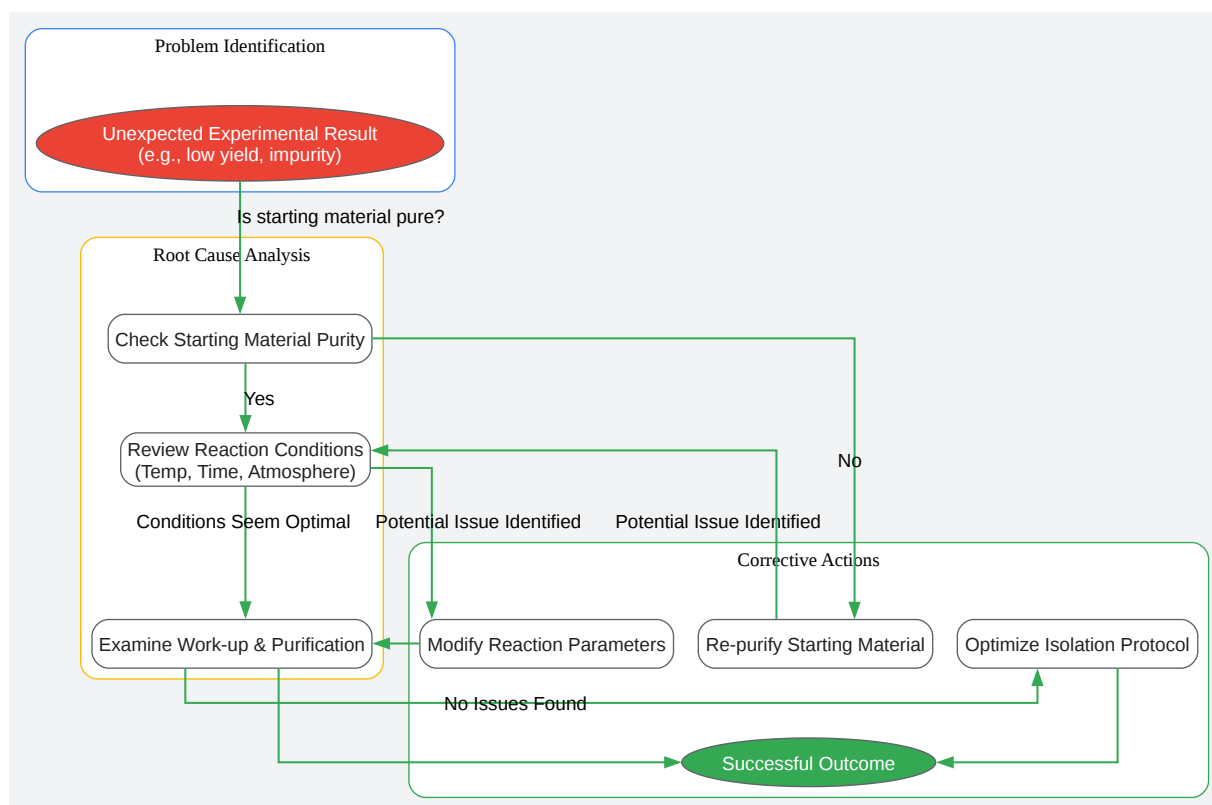 Problem Identification
Unexpected Experimental Result
(e.g., low yield, impurity)
Is starting material pure?
Root Cause Analysis
Check Starting Material Purity
Yes
Review Reaction Conditions
(Temp, Time, Atmosphere)
No
Conditions Seem Optimal
Potential Issue Identified
Potential Issue Identified
Corrective Actions
Examine Work-up & Purification
Modify Reaction Parameters
Re-purify Starting Material
Optimize Isolation Protocol
No Issues Found
Successful Outcome